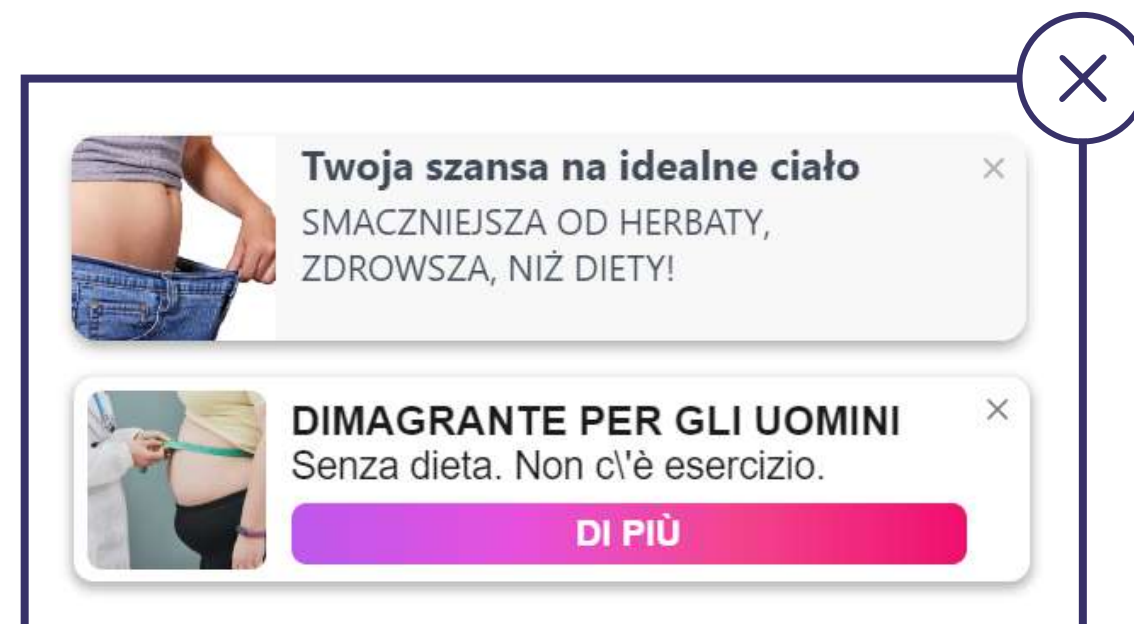 Twoja szansa na idealne ciało
SMACZNIEJSZA OD HERBATY,
ZDROWSZA, NIŻ DIETY!
DIMAGRANTE PER GLI UOMINI
Senza dieta. Non c\'è esercizio.
DI PIÙ